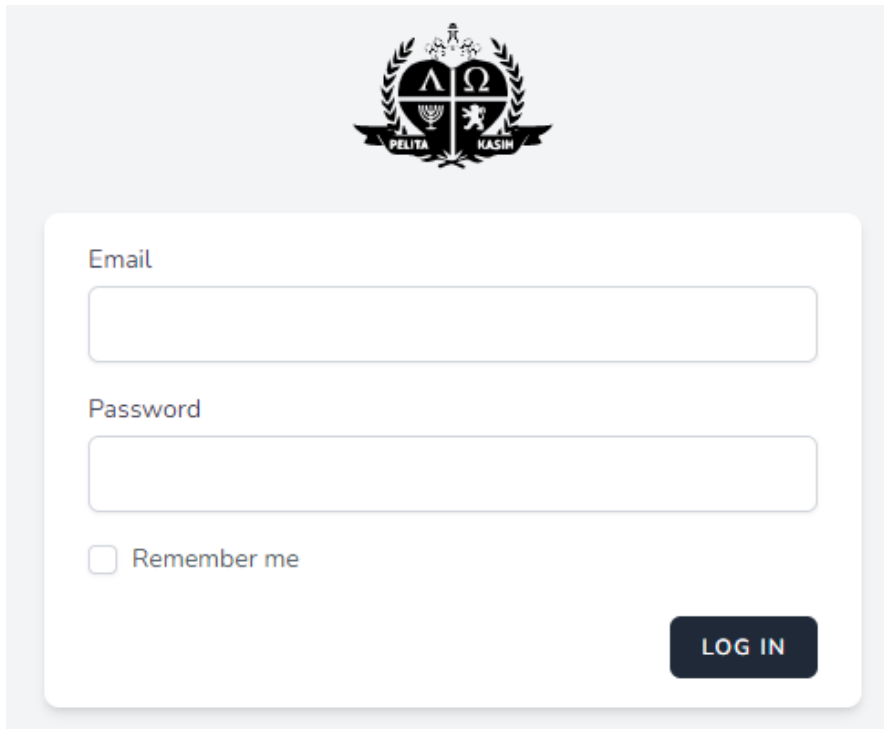 Λ Ω
PELITA KASIH
Email
Password
Remember me
LOG IN